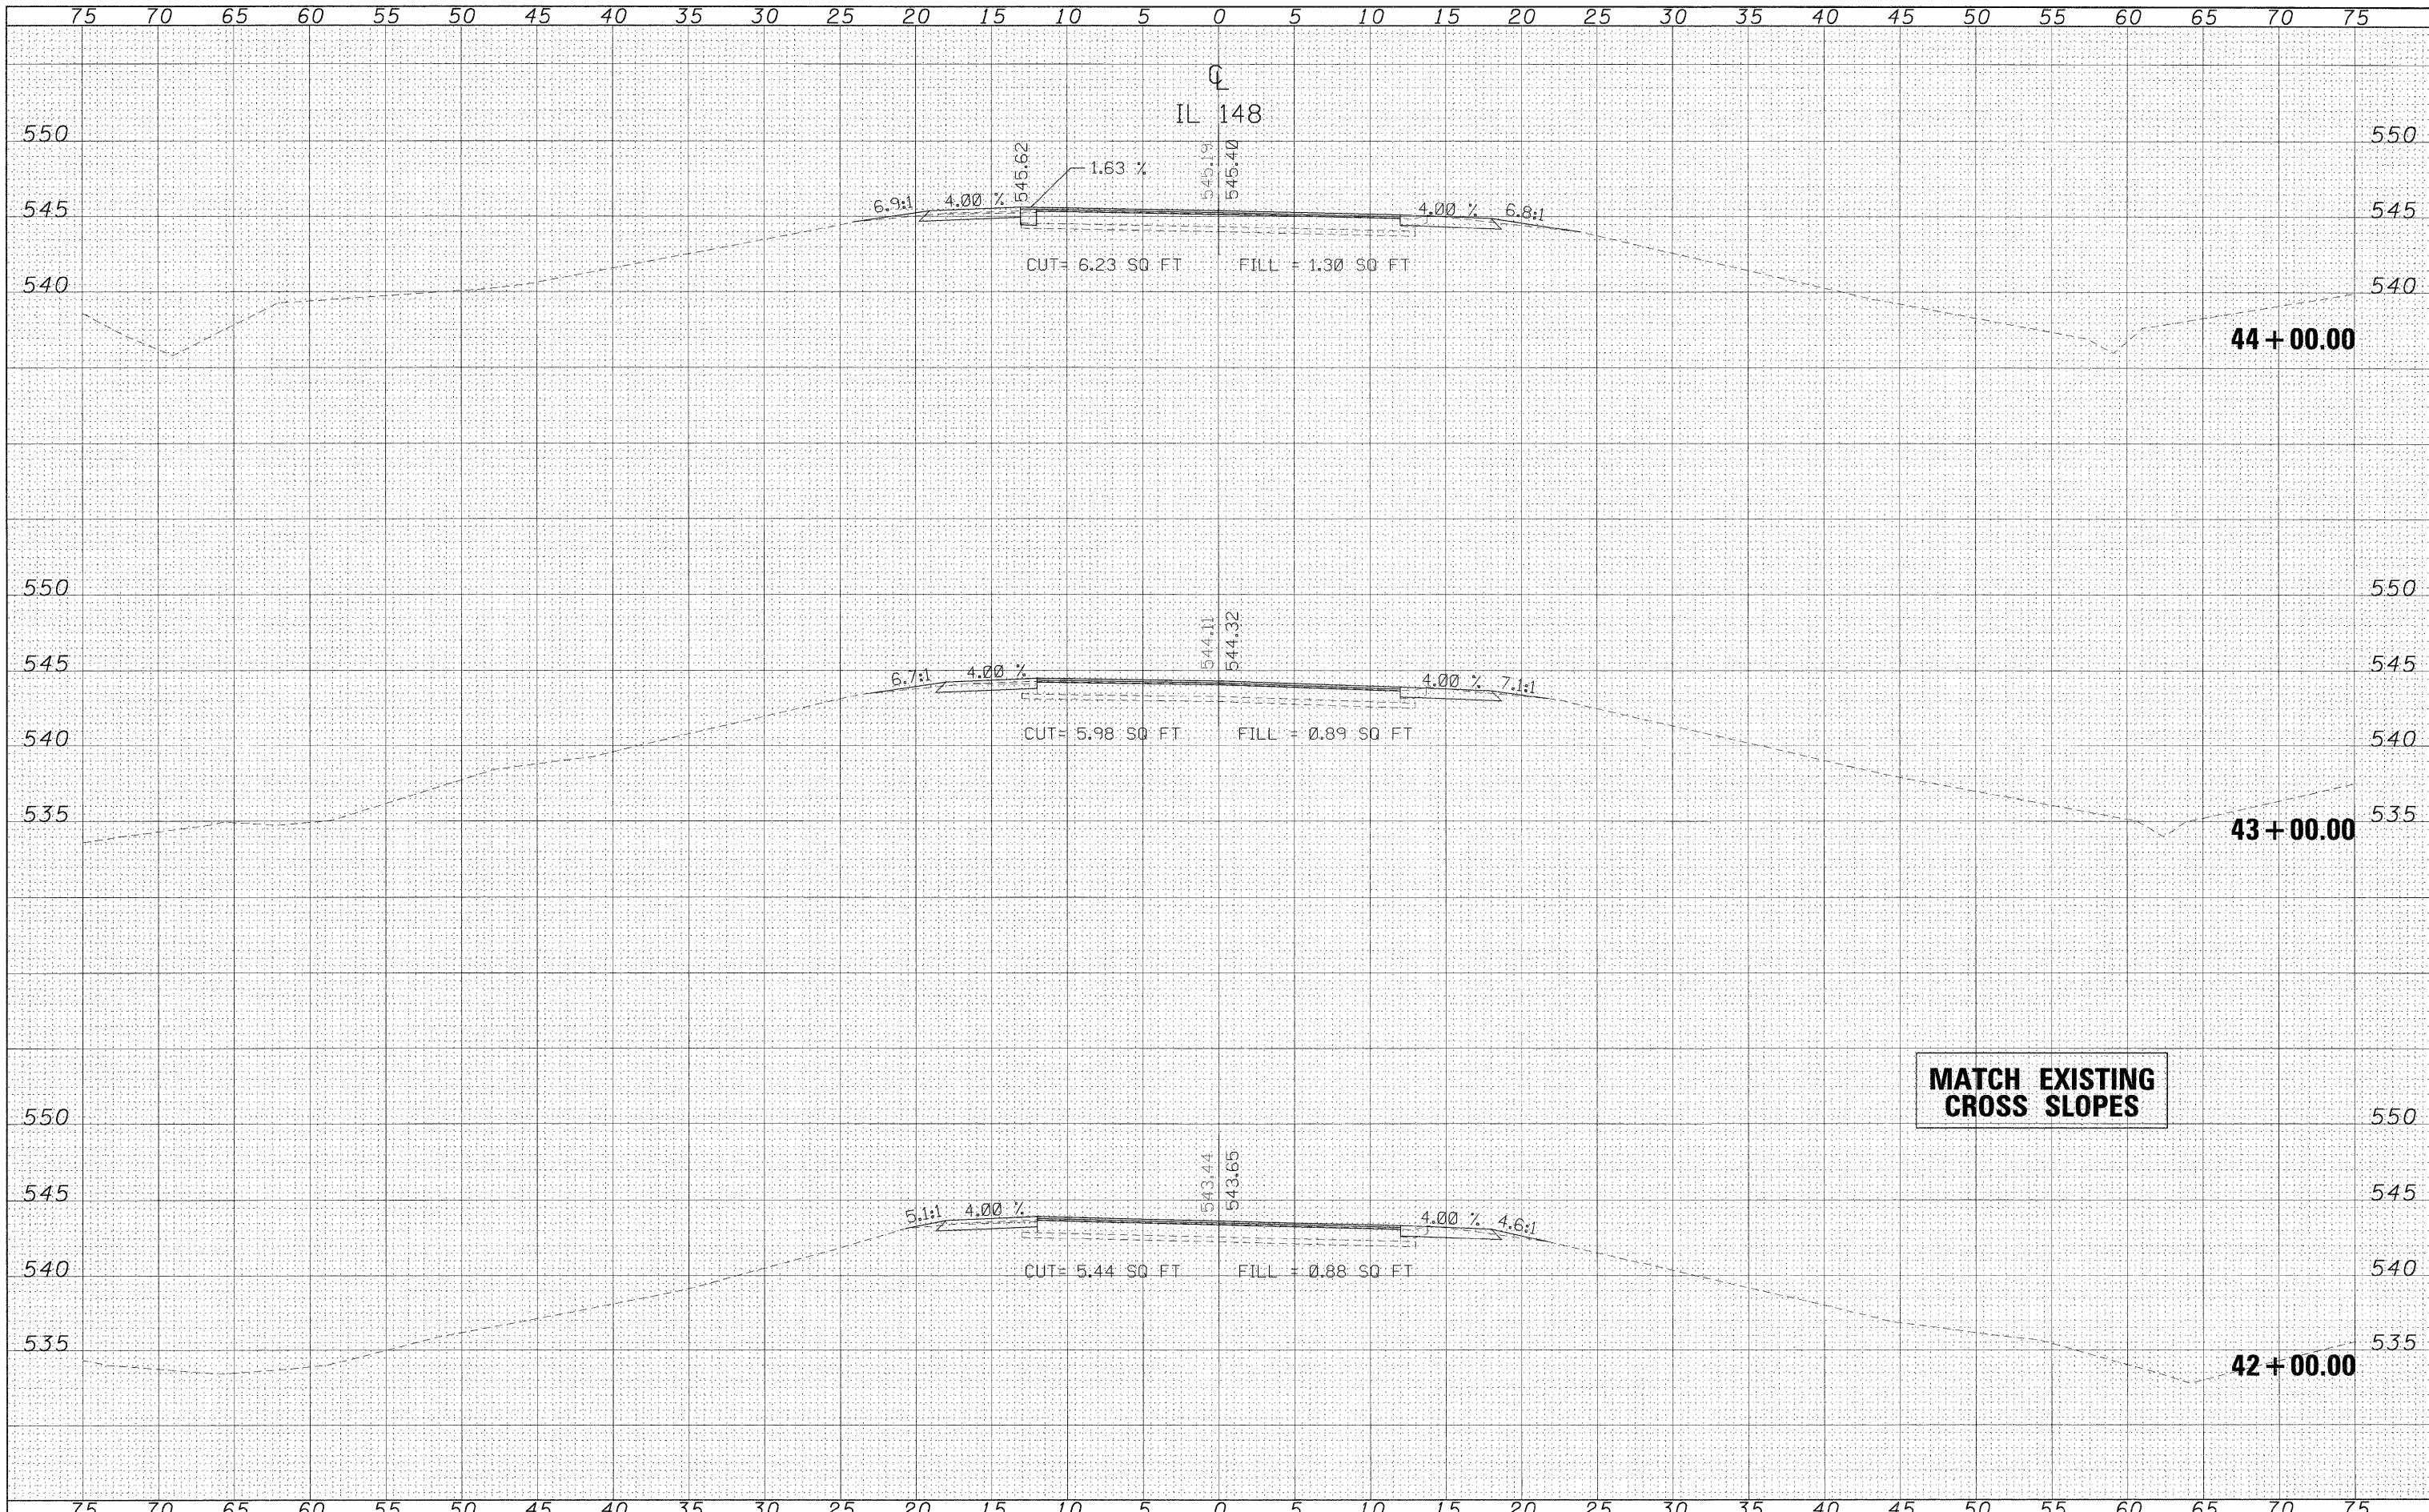 75 70 65 60 55 50 45 40 35 30 25 20 15 10 5 0 5 10 15 20 25 30 35 40 45 50 55 60 65 70 75
℄
IL 148
550 550
545.62 545.19 545.40
1.63 %
545 6.9:1 4.00 % 4.00 % 6.8:1 545
CUT= 6.23 SQ FT FILL = 1.30 SQ FT
540 540
44+00.00
550 550
544.11 544.32
545 545
6.7:1 4.00 % 4.00 % 7.1:1
CUT= 5.98 SQ FT FILL = 0.89 SQ FT
540 540
535 535
43+00.00
MATCH EXISTING
CROSS SLOPES
550 550
543.44 543.65
545 545
5.1:1 4.00 % 4.00 % 4.6:1
CUT= 5.44 SQ FT FILL = 0.88 SQ FT
540 540
535 535
42+00.00
75 70 65 60 55 50 45 40 35 30 25 20 15 10 5 0 5 10 15 20 25 30 35 40 45 50 55 60 65 70 75